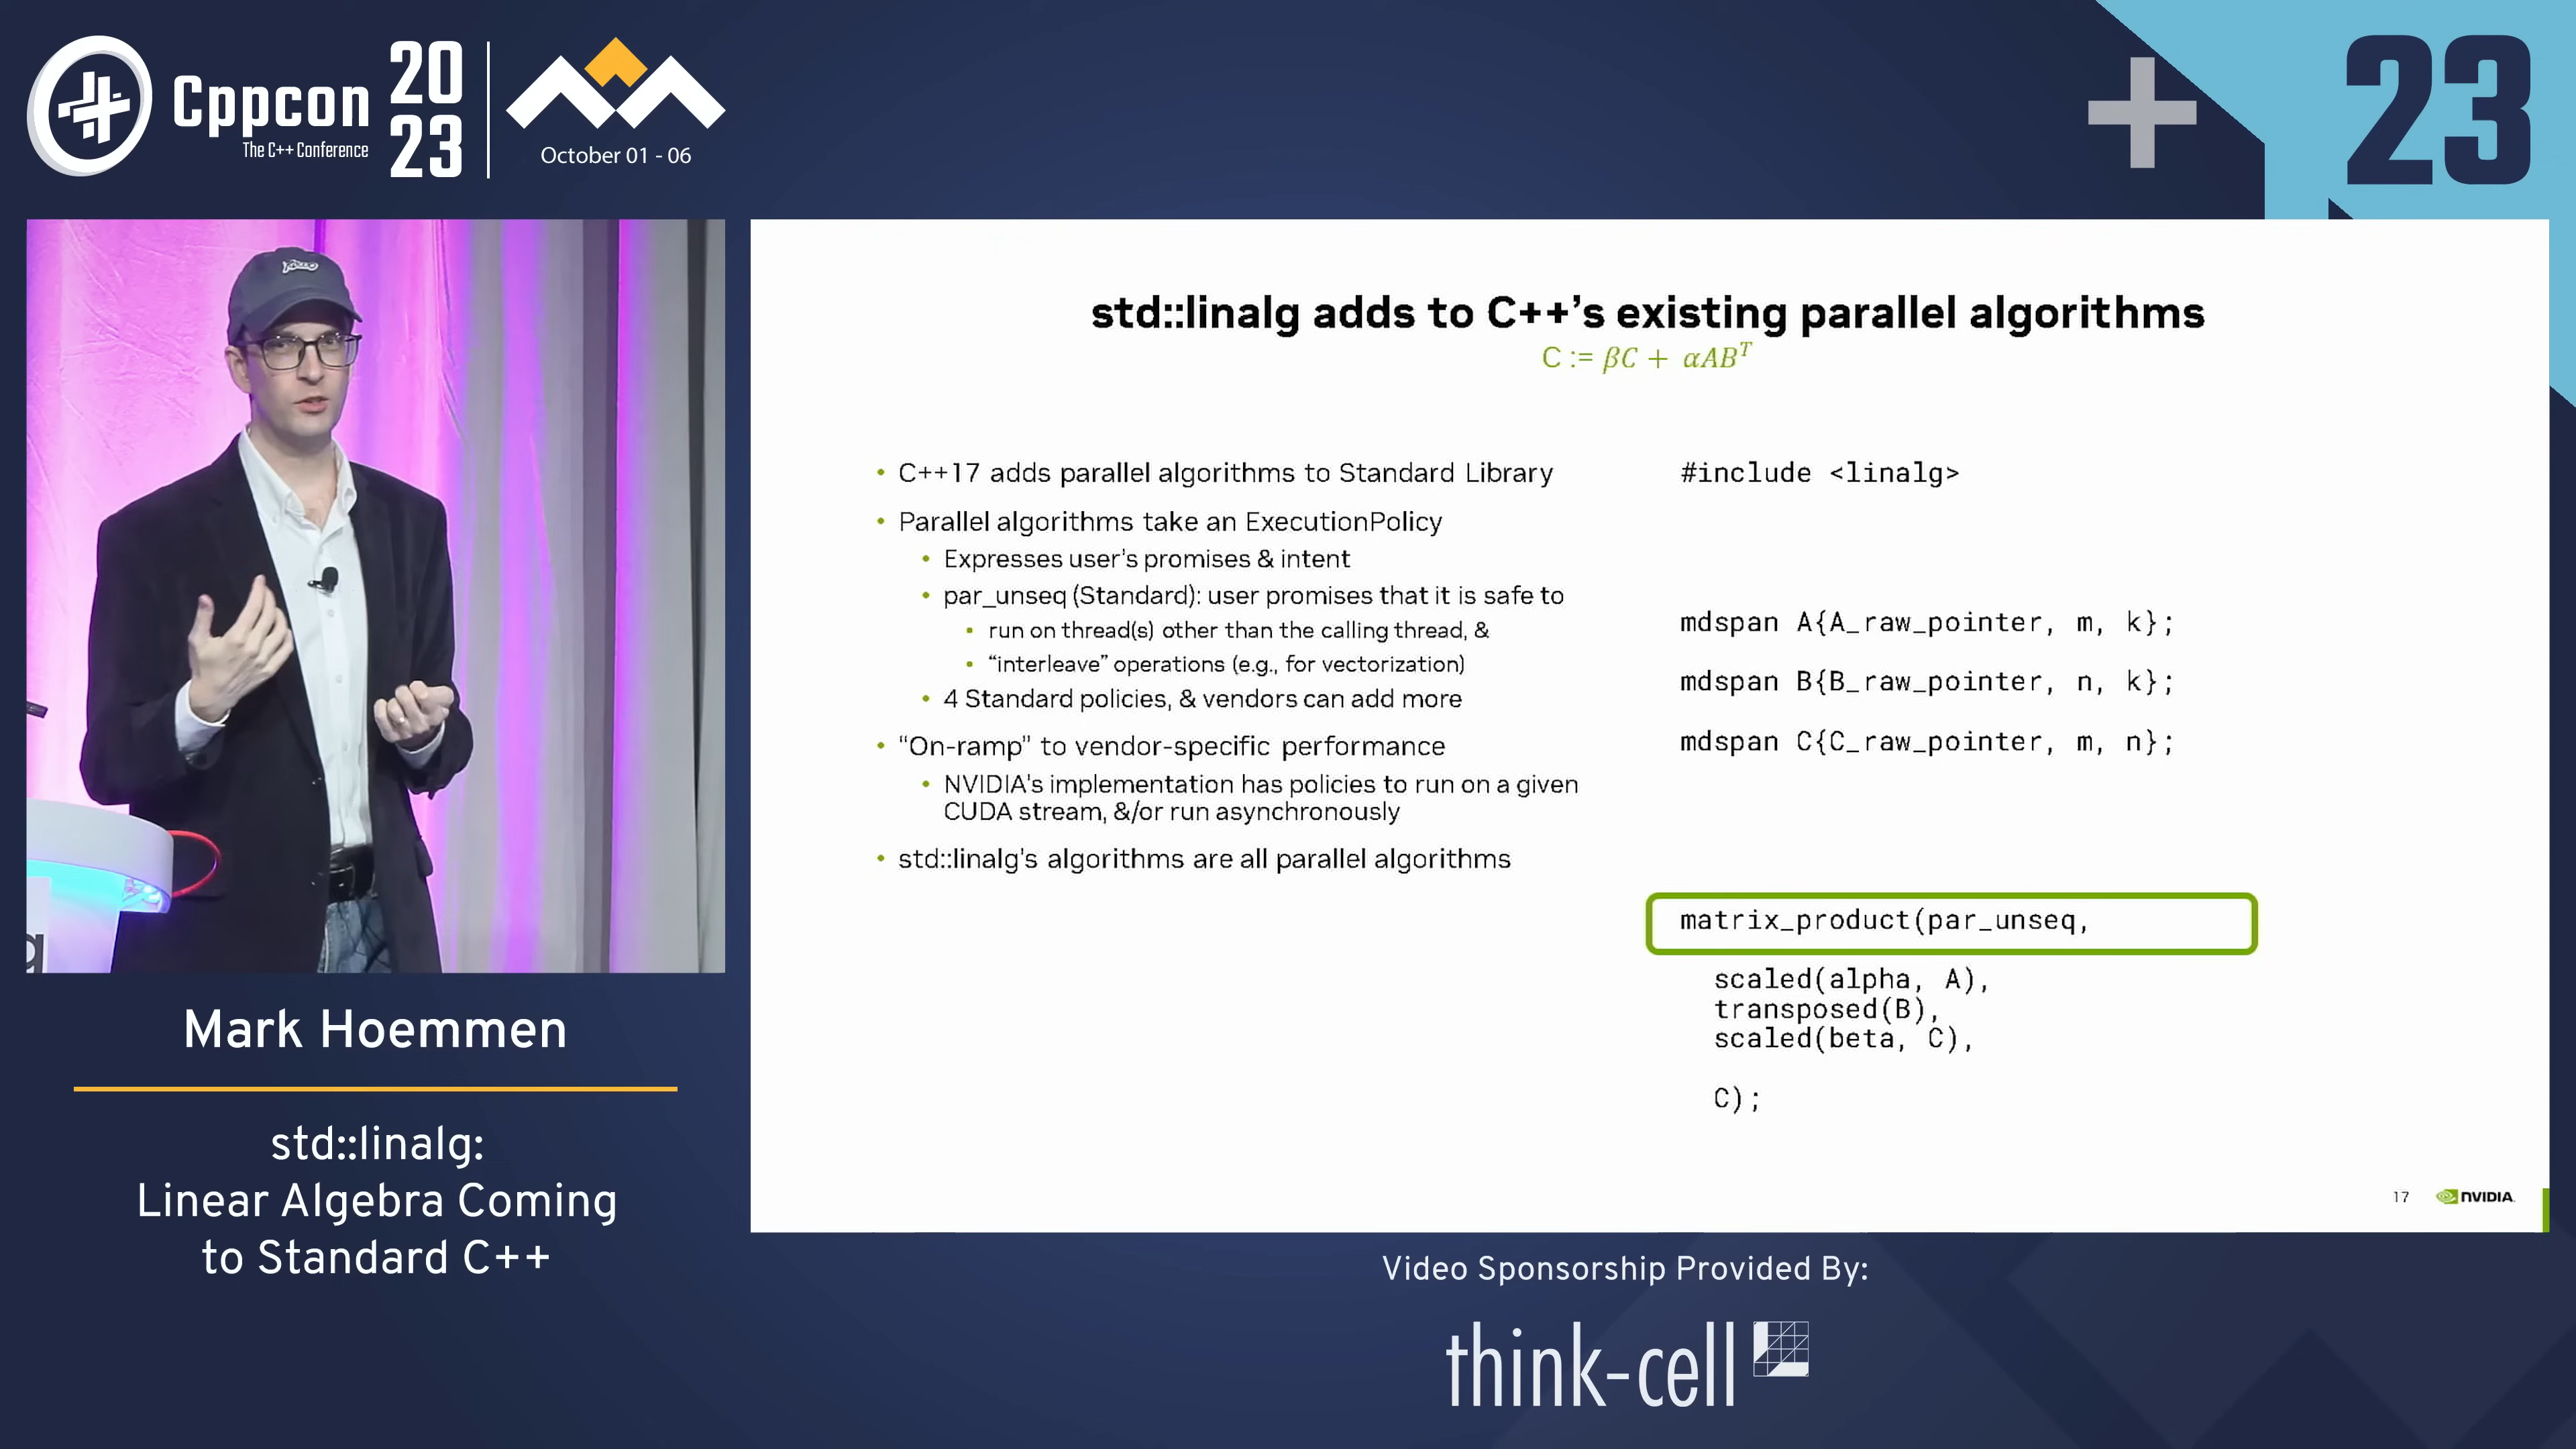 Cppcon
The C++ Conference
20
23
October 01 - 06
23
std::linalg adds to C++'s existing parallel algorithms
C := βC + αABᵀ
• C++17 adds parallel algorithms to Standard Library
• Parallel algorithms take an ExecutionPolicy
• Expresses user's promises & intent
• par_unseq (Standard): user promises that it is safe to
• run on thread(s) other than the calling thread, &
• “interleave” operations (e.g., for vectorization)
• 4 Standard policies, & vendors can add more
• “On-ramp” to vendor-specific performance
• NVIDIA's implementation has policies to run on a given
CUDA stream, &/or run asynchronously
• std::linalg's algorithms are all parallel algorithms
#include <linalg>
mdspan A{A_raw_pointer, m, k};
mdspan B{B_raw_pointer, n, k};
mdspan C{C_raw_pointer, m, n};
matrix_product(par_unseq,
scaled(alpha, A),
transposed(B),
scaled(beta, C),
C);
17
NVIDIA
Mark Hoemmen
std::linalg:
Linear Algebra Coming
to Standard C++
Video Sponsorship Provided By:
think-cell